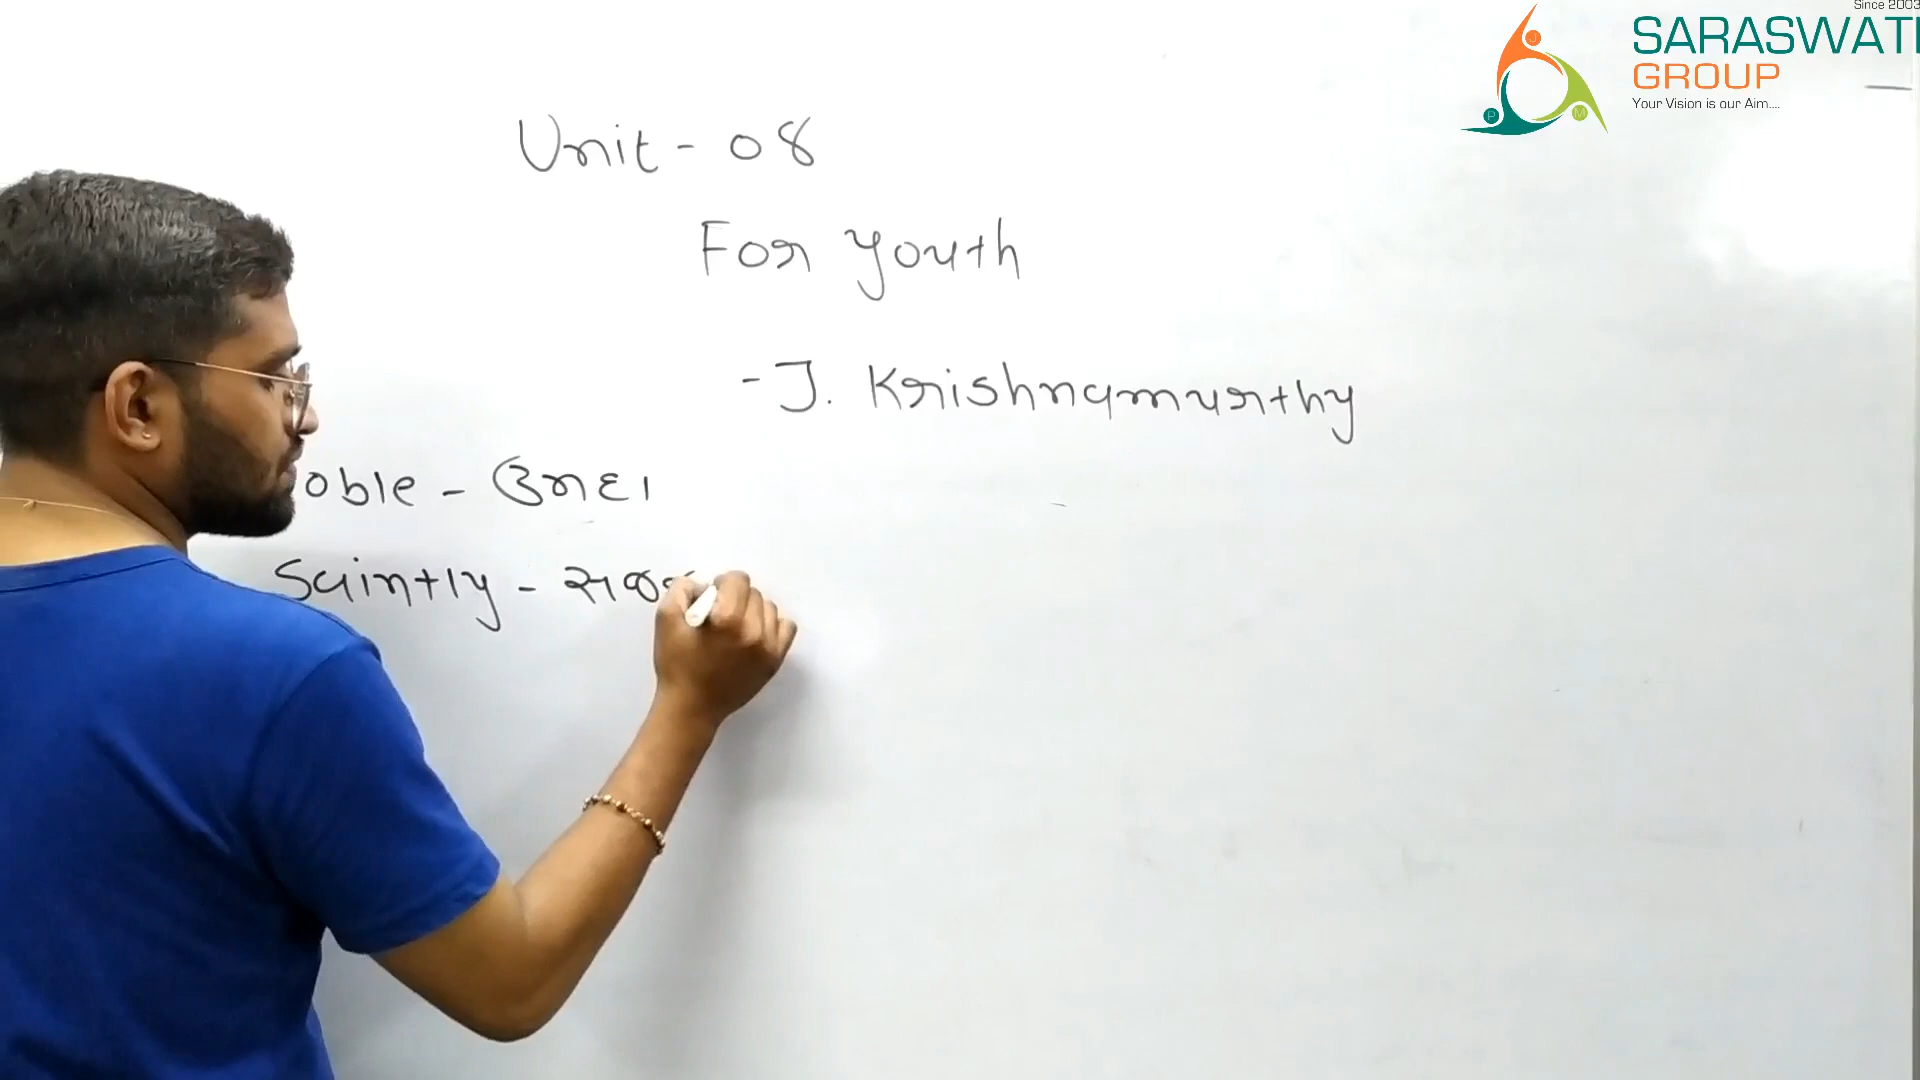 Since 2003
SARASWATI
GROUP
Your Vision is our Aim....
J
P
M
Unit - 08
For youth
- J. Krishnamurthy
oble - ઉમદા
Saintly -